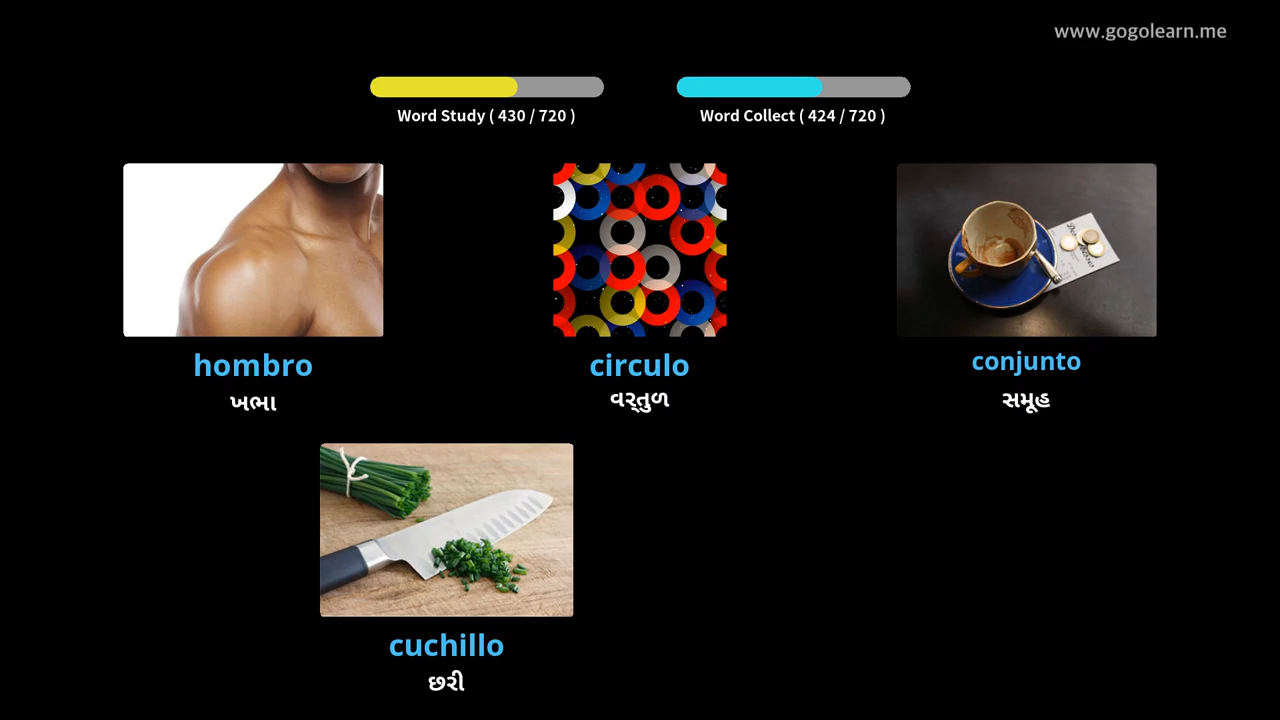 www.gogolearn.me
Word Study ( 430 / 720 )
Word Collect ( 424 / 720 )
hombro
circulo
conjunto
ખભા
વર્તુળ
સમૂહ
cuchillo
છરી